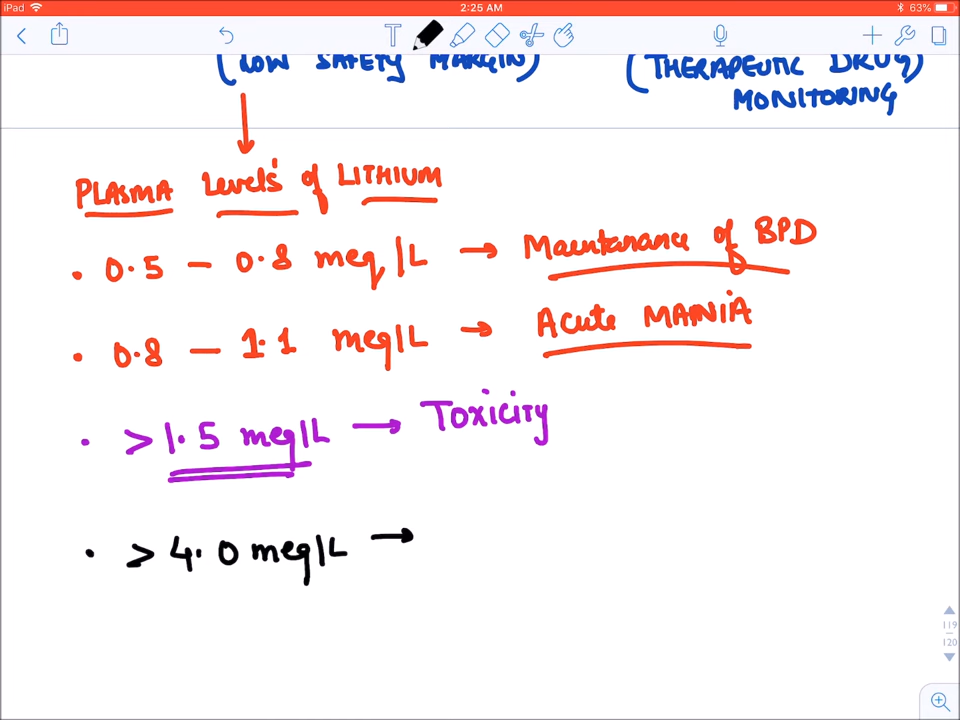 iPad 2:25 AM 63%
(LOW SAFETY MARGIN) (THERAPEUTIC DRUG)
MONITORING
PLASMA Levels of LITHIUM
• 0.5 – 0.8 meq/L → Maintanance of BPD
• 0.8 – 1.1 meq/L → Acute MANIA
• >1.5 meq/L → Toxicity
• > 4.0 meq/L →
119
120